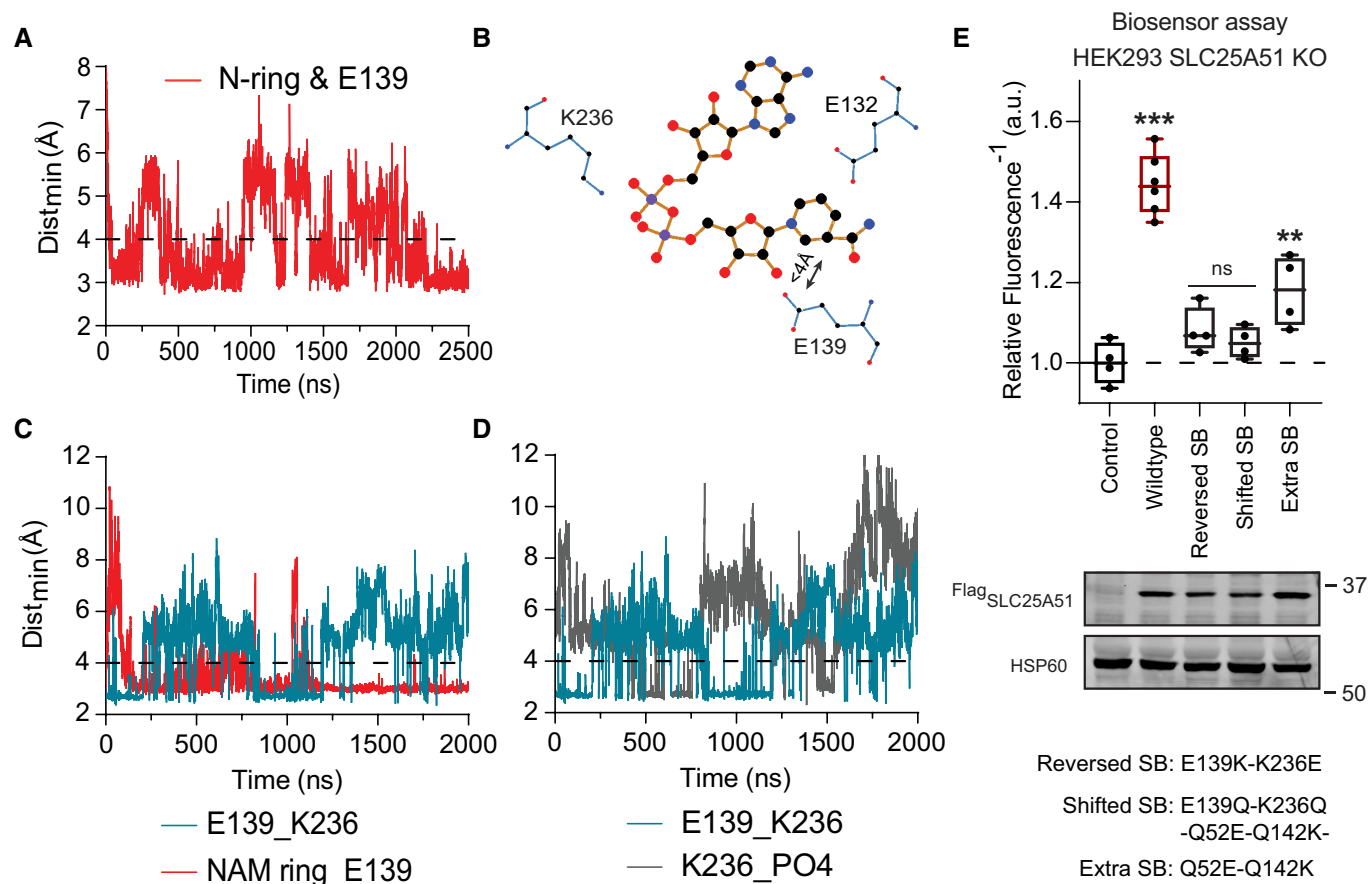 A
N-ring & E139
Distmin (Å)
8
7
6
5
4
3
2
0 500 1000 1500 2000 2500
Time (ns)
B
K236
E132
<4Å
E139
C
Distmin (Å)
12
10
8
6
4
2
0 500 1000 1500 2000
Time (ns)
E139_K236
NAM ring_E139
D
12
10
8
6
4
2
0 500 1000 1500 2000
Time (ns)
E139_K236
K236_PO4
E
Biosensor assay
HEK293 SLC25A51 KO
Relative Fluorescence-1 (a.u.)
1.6
1.4
1.2
1.0
***
ns
**
Control
Wildtype
Reversed SB
Shifted SB
Extra SB
FlagSLC25A51
37
HSP60
50
Reversed SB: E139K-K236E
Shifted SB: E139Q-K236Q
-Q52E-Q142K-
Extra SB: Q52E-Q142K